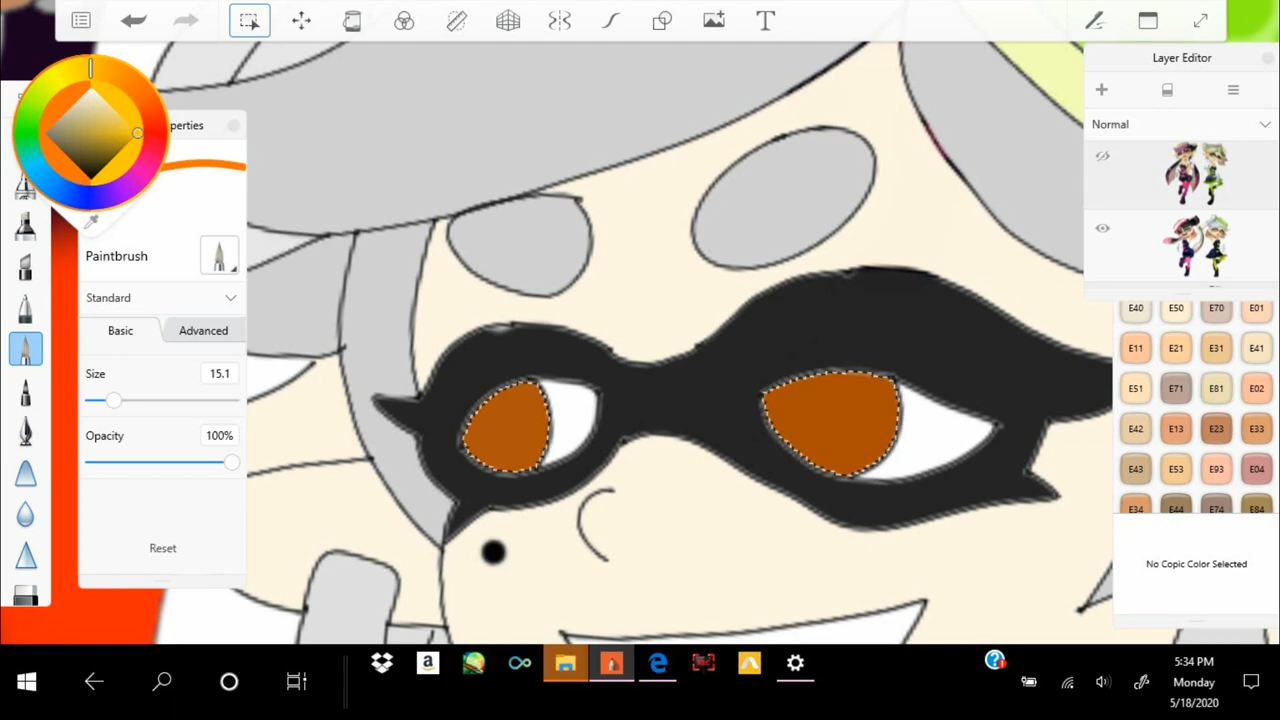 T
Layer Editor
perties
Normal
Paintbrush
Standard
Basic
Advanced
Size
15.1
Opacity
100%
Reset
E40 E50 E70 E01
E11 E21 E31 E41
E51 E71 E81 E02
E42 E13 E23 E33
E43 E53 E93 E04
E34 E44 E74 E84
No Copic Color Selected
a
5:34 PM
Monday
5/18/2020